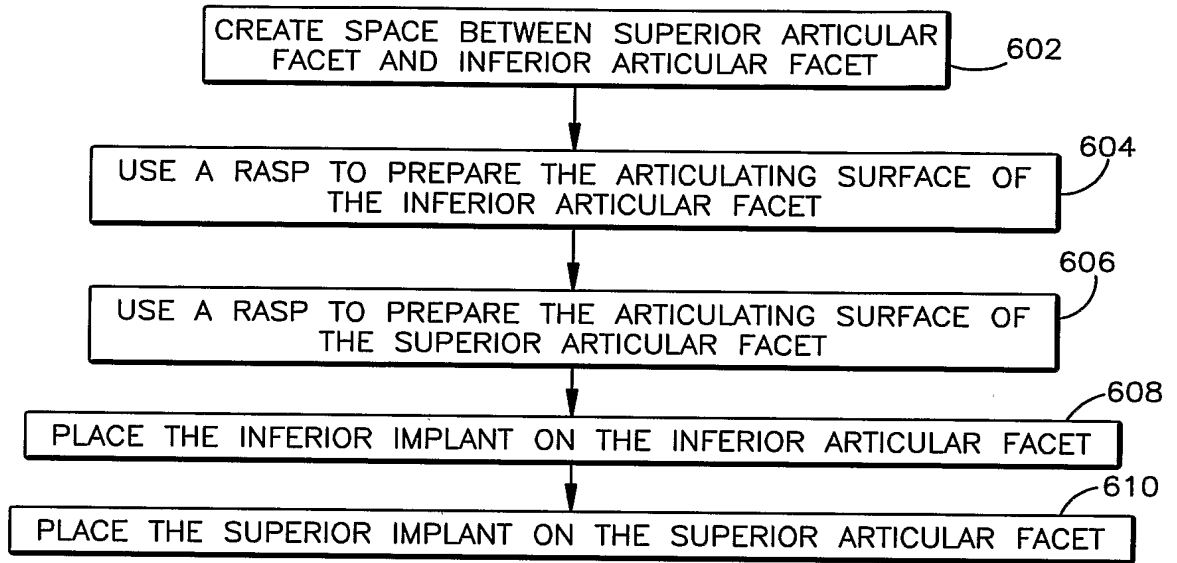 CREATE SPACE BETWEEN SUPERIOR ARTICULAR
FACET AND INFERIOR ARTICULAR FACET
602
USE A RASP TO PREPARE THE ARTICULATING SURFACE OF
THE INFERIOR ARTICULAR FACET
604
USE A RASP TO PREPARE THE ARTICULATING SURFACE OF
THE SUPERIOR ARTICULAR FACET
606
PLACE THE INFERIOR IMPLANT ON THE INFERIOR ARTICULAR FACET
608
PLACE THE SUPERIOR IMPLANT ON THE SUPERIOR ARTICULAR FACET
610